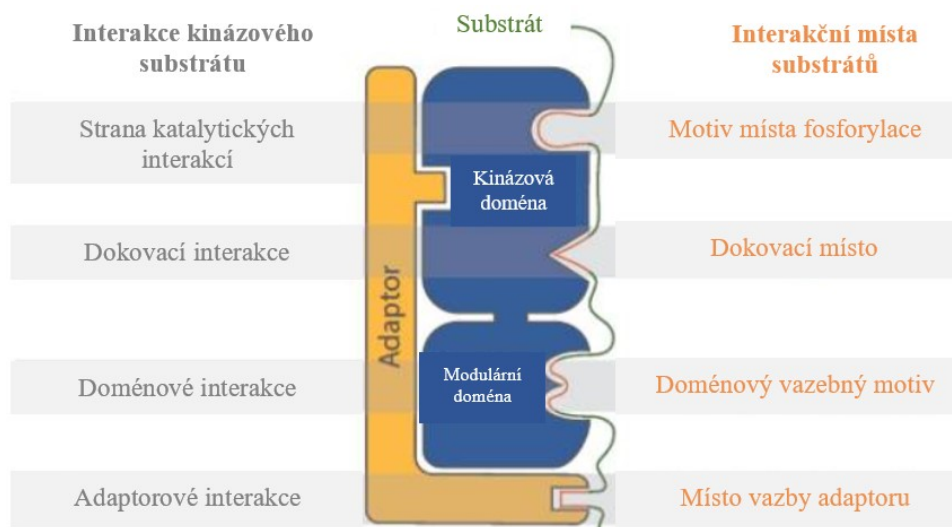 Interakce kinázového
substrátu
Substrát
Interakční místa
substrátů
Strana katalytických
interakcí
Motiv místa fosforylace
Kinázová
doména
Dokovací interakce
Dokovací místo
Adaptor
Doménové interakce
Modulární
doména
Doménový vazebný motiv
Adaptorové interakce
Místo vazby adaptoru